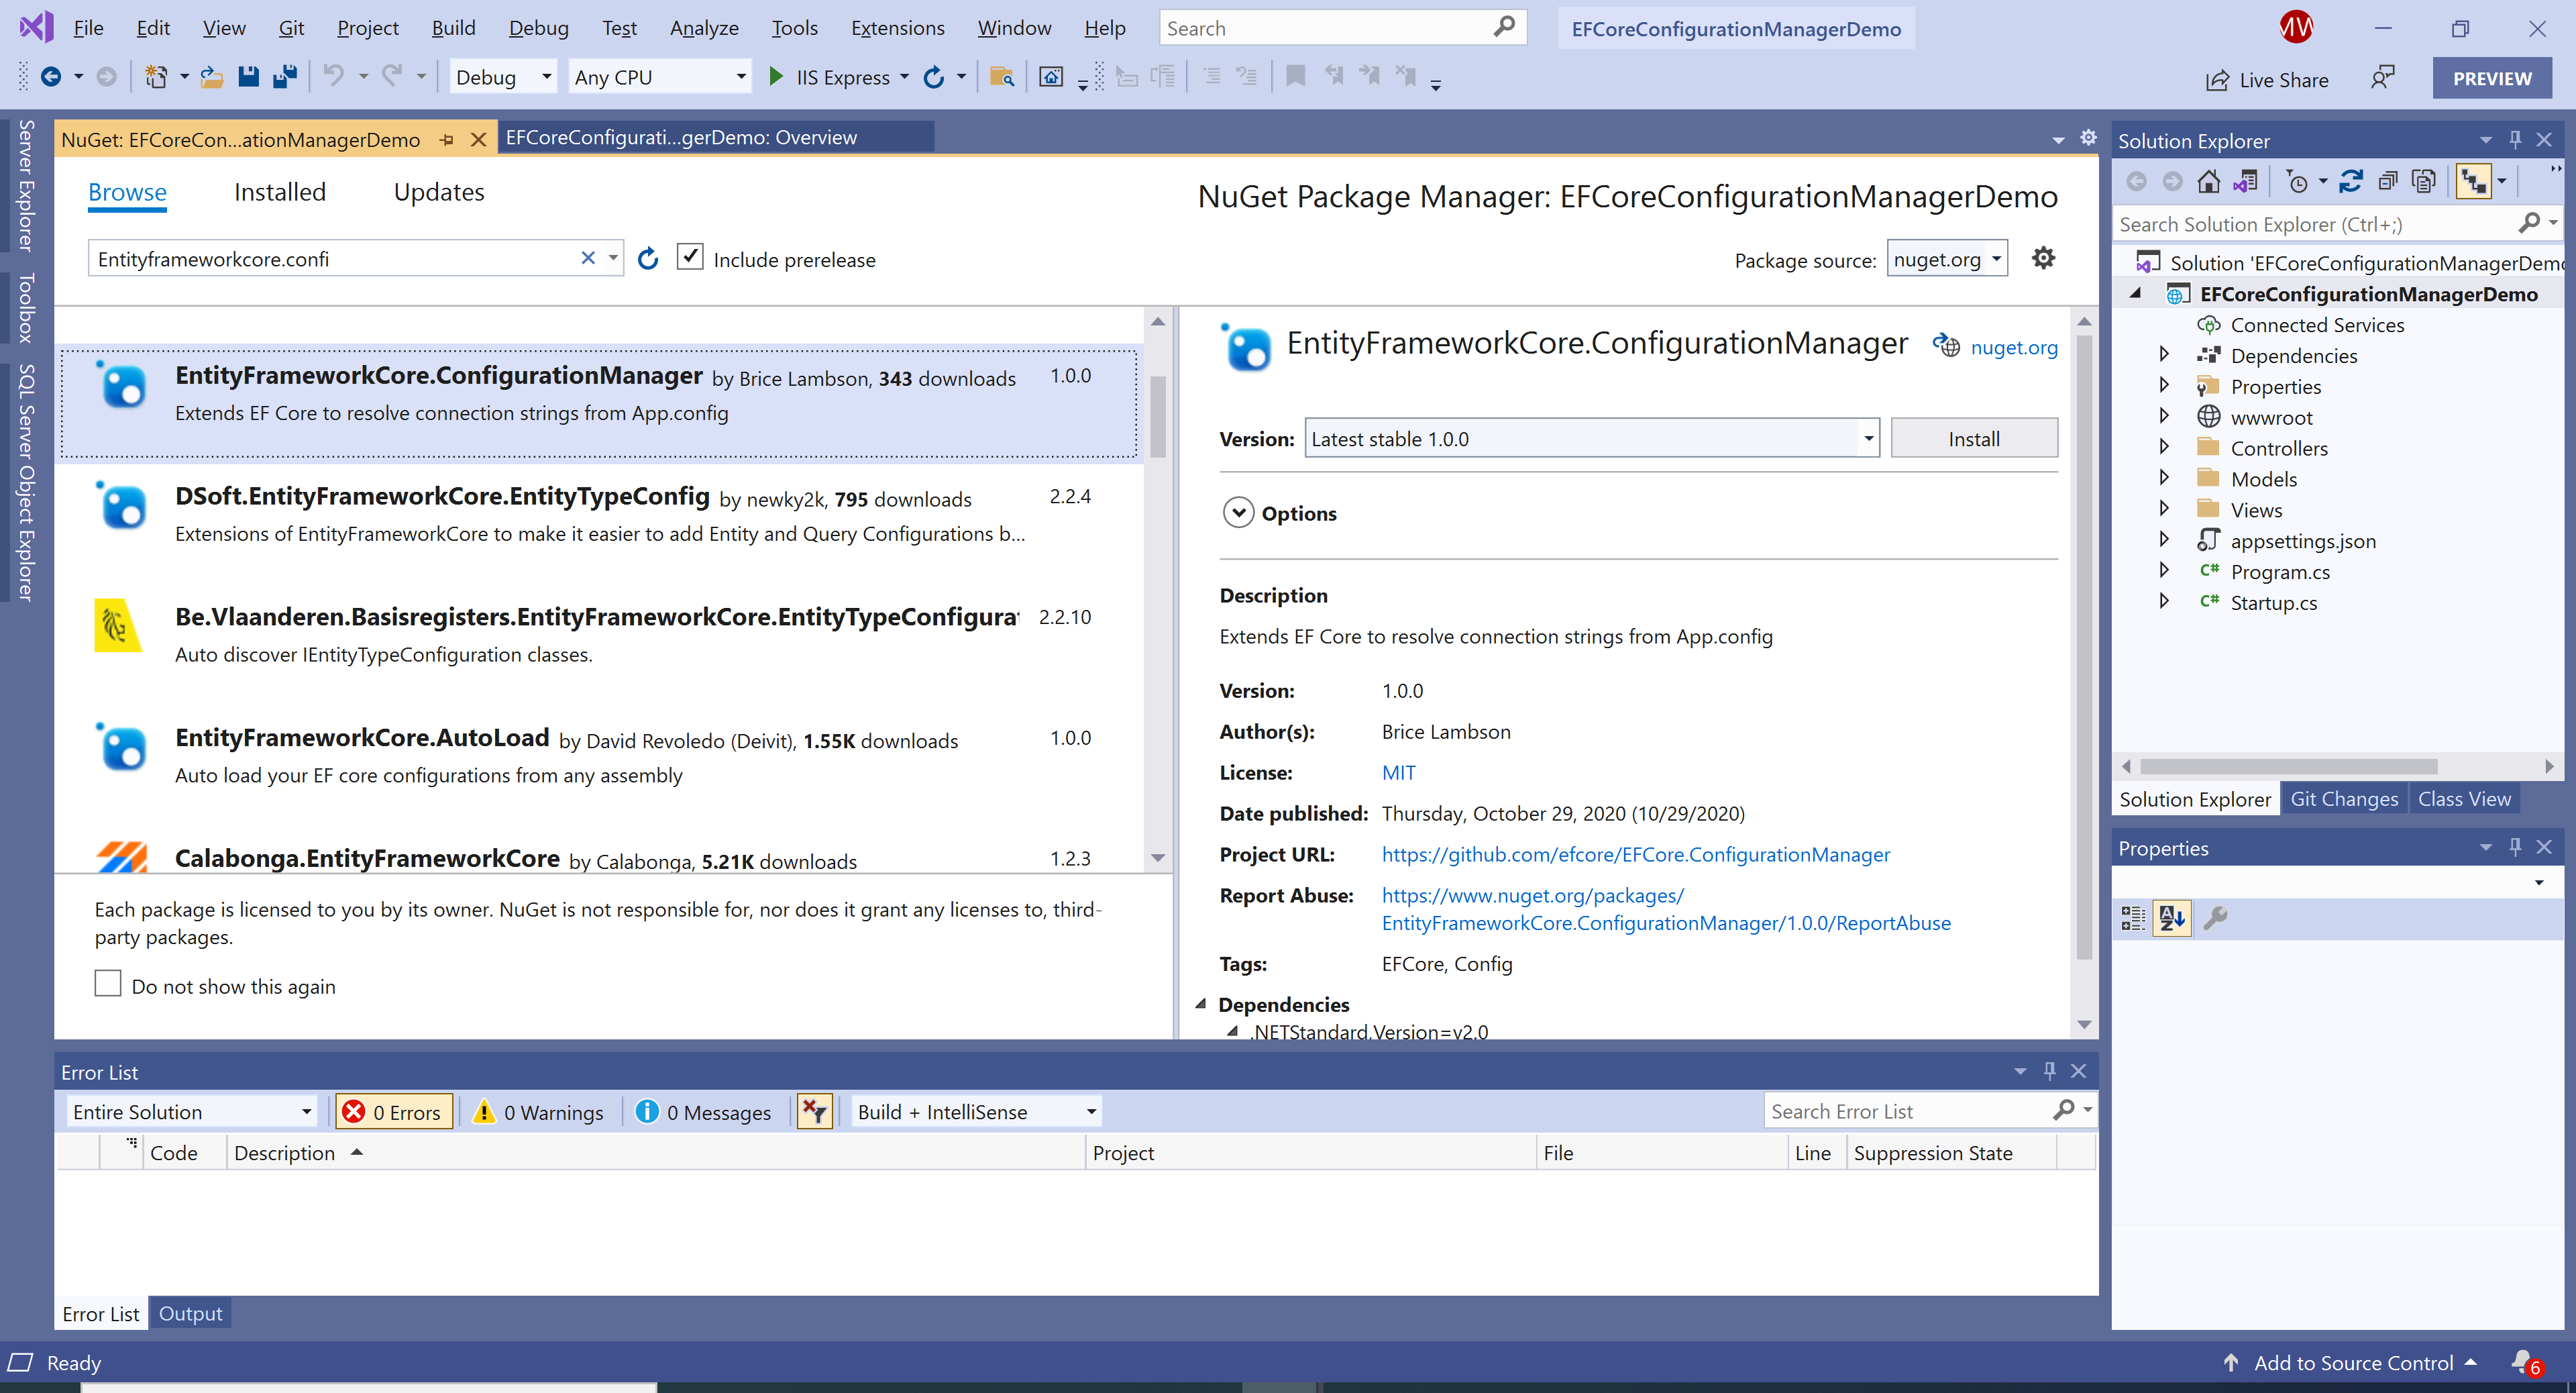 File Edit View Git Project Build Debug Test Analyze Tools Extensions Window Help Search EFCoreConfigurationManagerDemo MW
Debug Any CPU IIS Express Live Share PREVIEW
Server Explorer
Toolbox
SQL Server Object Explorer
NuGet: EFCoreCon...ationManagerDemo EFCoreConfigurati...gerDemo: Overview
Browse Installed Updates NuGet Package Manager: EFCoreConfigurationManagerDemo
Entityframeworkcore.confi Include prerelease Package source: nuget.org
EntityFrameworkCore.ConfigurationManager by Brice Lambson, 343 downloads 1.0.0
Extends EF Core to resolve connection strings from App.config
DSoft.EntityFrameworkCore.EntityTypeConfig by newky2k, 795 downloads 2.2.4
Extensions of EntityFrameworkCore to make it easier to add Entity and Query Configurations b...
Be.Vlaanderen.Basisregisters.EntityFrameworkCore.EntityTypeConfigurat 2.2.10
Auto discover IEntityTypeConfiguration classes.
EntityFrameworkCore.AutoLoad by David Revoledo (Deivit), 1.55K downloads 1.0.0
Auto load your EF core configurations from any assembly
Calabonga.EntityFrameworkCore by Calabonga, 5.21K downloads 1.2.3
Each package is licensed to you by its owner. NuGet is not responsible for, nor does it grant any licenses to, third-
party packages.
Do not show this again
EntityFrameworkCore.ConfigurationManager nuget.org
Version: Latest stable 1.0.0 Install
Options
Description
Extends EF Core to resolve connection strings from App.config
Version: 1.0.0
Author(s): Brice Lambson
License: MIT
Date published: Thursday, October 29, 2020 (10/29/2020)
Project URL: https://github.com/efcore/EFCore.ConfigurationManager
Report Abuse: https://www.nuget.org/packages/
EntityFrameworkCore.ConfigurationManager/1.0.0/ReportAbuse
Tags: EFCore, Config
Dependencies
.NETStandard,Version=v2.0
Solution Explorer
Search Solution Explorer (Ctrl+;)
Solution 'EFCoreConfigurationManagerDemo
EFCoreConfigurationManagerDemo
Connected Services
Dependencies
Properties
wwwroot
Controllers
Models
Views
appsettings.json
C# Program.cs
C# Startup.cs
Solution Explorer Git Changes Class View
Properties
Error List
Entire Solution 0 Errors 0 Warnings 0 Messages Build + IntelliSense Search Error List
Code Description Project File Line Suppression State
Error List Output
Ready Add to Source Control 6